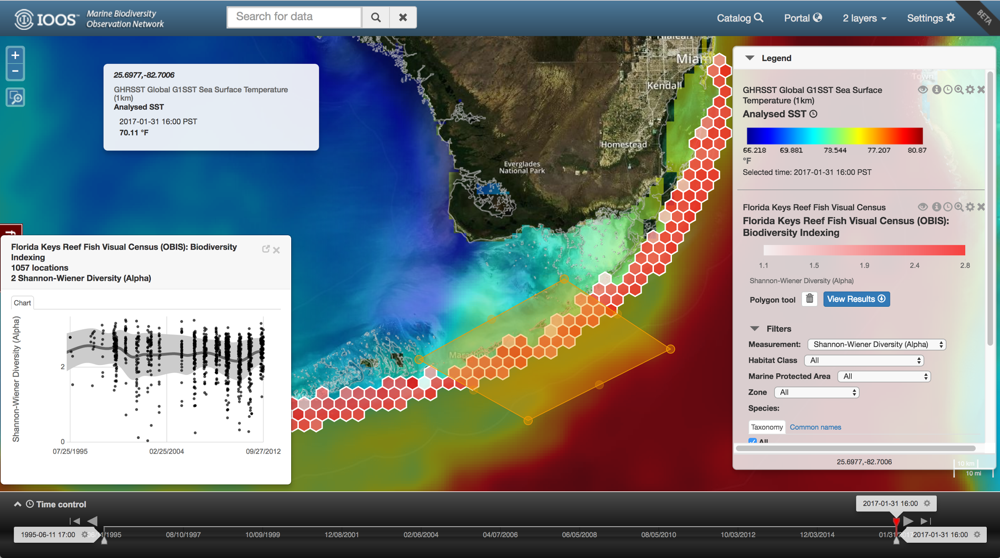 IOOS™
Marine Biodiversity
Observation Network
Search for data
Catalog
Portal
2 layers
Settings
BETA
25.6977,-82.7006
GHRSST Global G1SST Sea Surface Temperature
(1km)
Analysed SST
2017-01-31 16:00 PST
70.11 °F
Hialeah
Miami
Kendall
Homestead
Everglades
National Park
Marathon
Legend
Town
GHRSST Global G1SST Sea Surface
Temperature (1km)
Analysed SST
66.218 69.881 73.544 77.207 80.87
°F
Selected time: 2017-01-31 16:00 PST
Florida Keys Reef Fish Visual Census
Florida Keys Reef Fish Visual Census (OBIS):
Biodiversity Indexing
1.1 1.5 1.9 2.4 2.8
Shannon-Wiener Diversity (Alpha)
Polygon tool
View Results
Filters
Measurement: Shannon-Wiener Diversity (Alpha)
Habitat Class All
Marine Protected Area All
Zone All
Species:
Taxonomy Common names
All
25.6977,-82.7006
10 km
10 mi
Florida Keys Reef Fish Visual Census (OBIS): Biodiversity
Indexing
1057 locations
2 Shannon-Wiener Diversity (Alpha)
Chart
Shannon-Wiener Diversity (Alpha)
2
0
07/25/1995 02/25/2004 09/27/2012
Time control
2017-01-31 16:00
1995-06-11 17:00
06/11/1995 08/10/1997 10/09/1999 12/08/2001 02/06/2004 04/07/2006 06/05/2008 08/05/2010 10/03/2012 12/03/2014 01/31/2017
2017-01-31 16:00